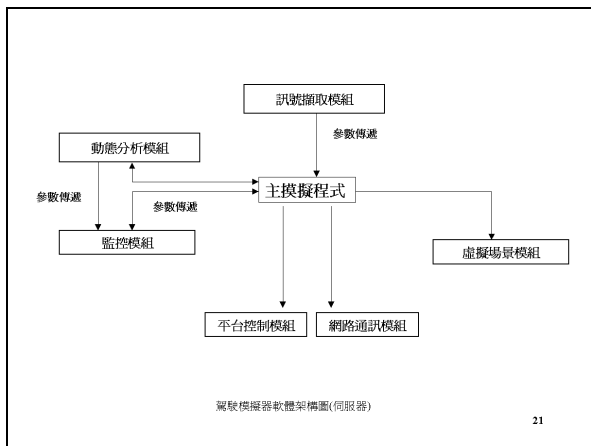 訊號擷取模組
參數傳遞
動態分析模組
主摸擬程式
參數傳遞
參數傳遞
監控模組
虛擬場景模組
平台控制模組
網路通訊模組
駕駛模擬器軟體架構圖(伺服器)
21